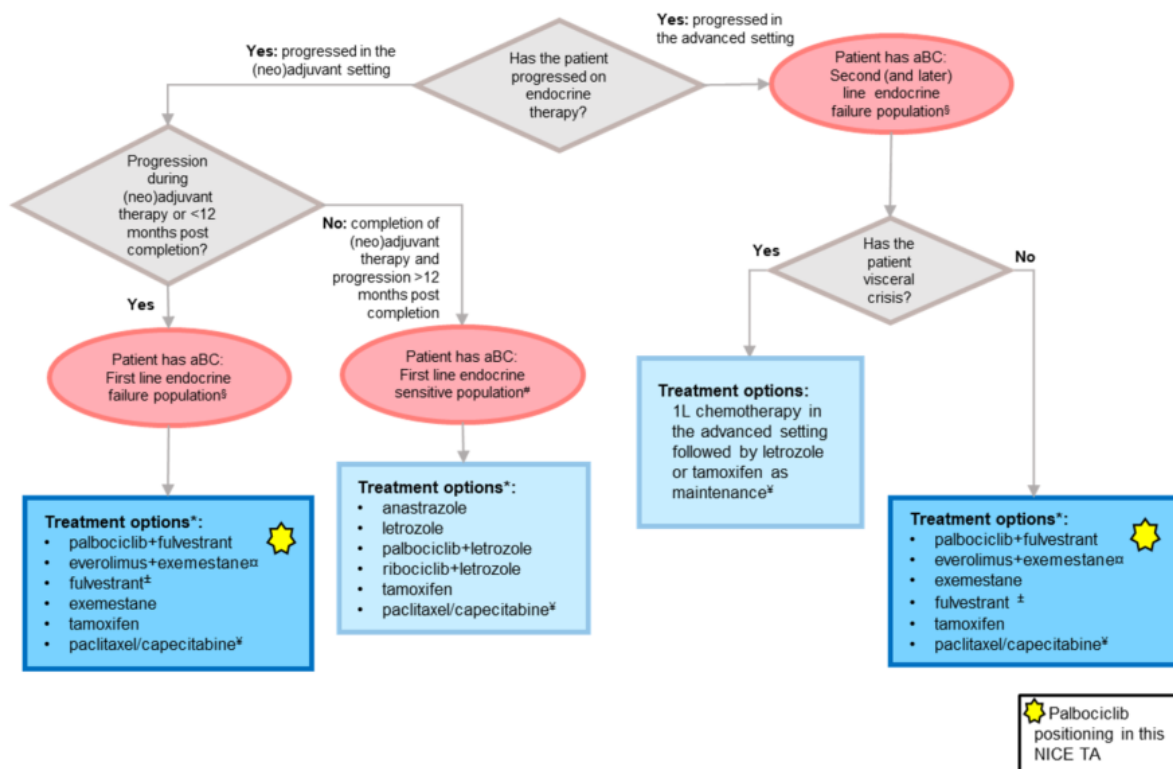 Has the patient
progressed on
endocrine
therapy?
Yes: progressed in the
(neo)adjuvant setting
Yes: progressed in
the advanced setting
Patient has aBC:
Second (and later)
line endocrine
failure population§
Progression
during
(neo)adjuvant
therapy or <12
months post
completion?
No: completion of
(neo)adjuvant
therapy and
progression >12
months post
completion
Yes
Has the
patient
visceral
crisis?
Yes
No
Patient has aBC:
First line endocrine
failure population§
Patient has aBC:
First line endocrine
sensitive population#
Treatment options*:
• palbociclib+fulvestrant
• everolimus+exemestane¤
• fulvestrant±
• exemestane
• tamoxifen
• paclitaxel/capecitabine¥
Treatment options*:
• anastrazole
• letrozole
• palbociclib+letrozole
• ribociclib+letrozole
• tamoxifen
• paclitaxel/capecitabine¥
Treatment options:
1L chemotherapy in
the advanced setting
followed by letrozole
or tamoxifen as
maintenance¥
Treatment options*:
• palbociclib+fulvestrant
• everolimus+exemestane¤
• exemestane
• fulvestrant ±
• tamoxifen
• paclitaxel/capecitabine¥
Palbociclib
positioning in this
NICE TA